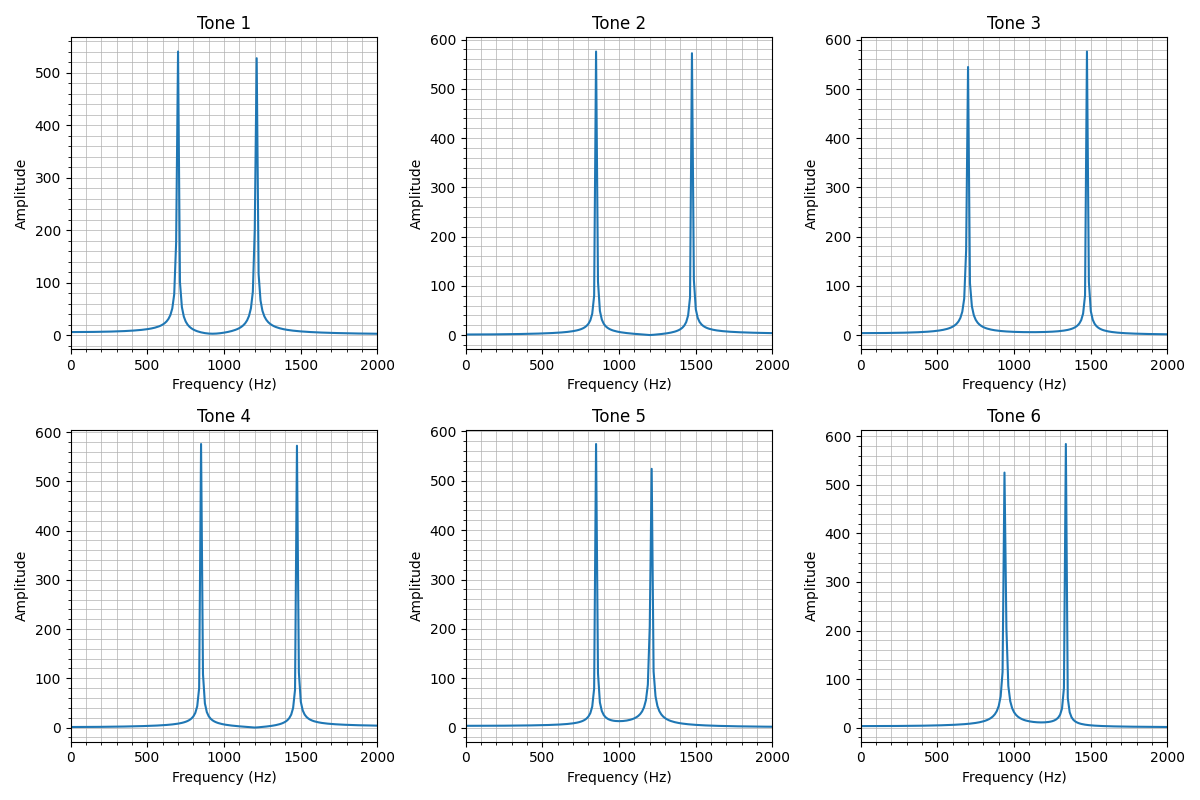 Tone 1 Tone 2 Tone 3
500 600 600
400 500 500
300 400 400
200 300 300
100 200 200
0 100 100
0 0
Amplitude Amplitude Amplitude
0 500 1000 1500 2000 0 500 1000 1500 2000 0 500 1000 1500 2000
Frequency (Hz) Frequency (Hz) Frequency (Hz)
Tone 4 Tone 5 Tone 6
600 600 600
500 500 500
400 400 400
300 300 300
200 200 200
100 100 100
0 0 0
Amplitude Amplitude Amplitude
0 500 1000 1500 2000 0 500 1000 1500 2000 0 500 1000 1500 2000
Frequency (Hz) Frequency (Hz) Frequency (Hz)